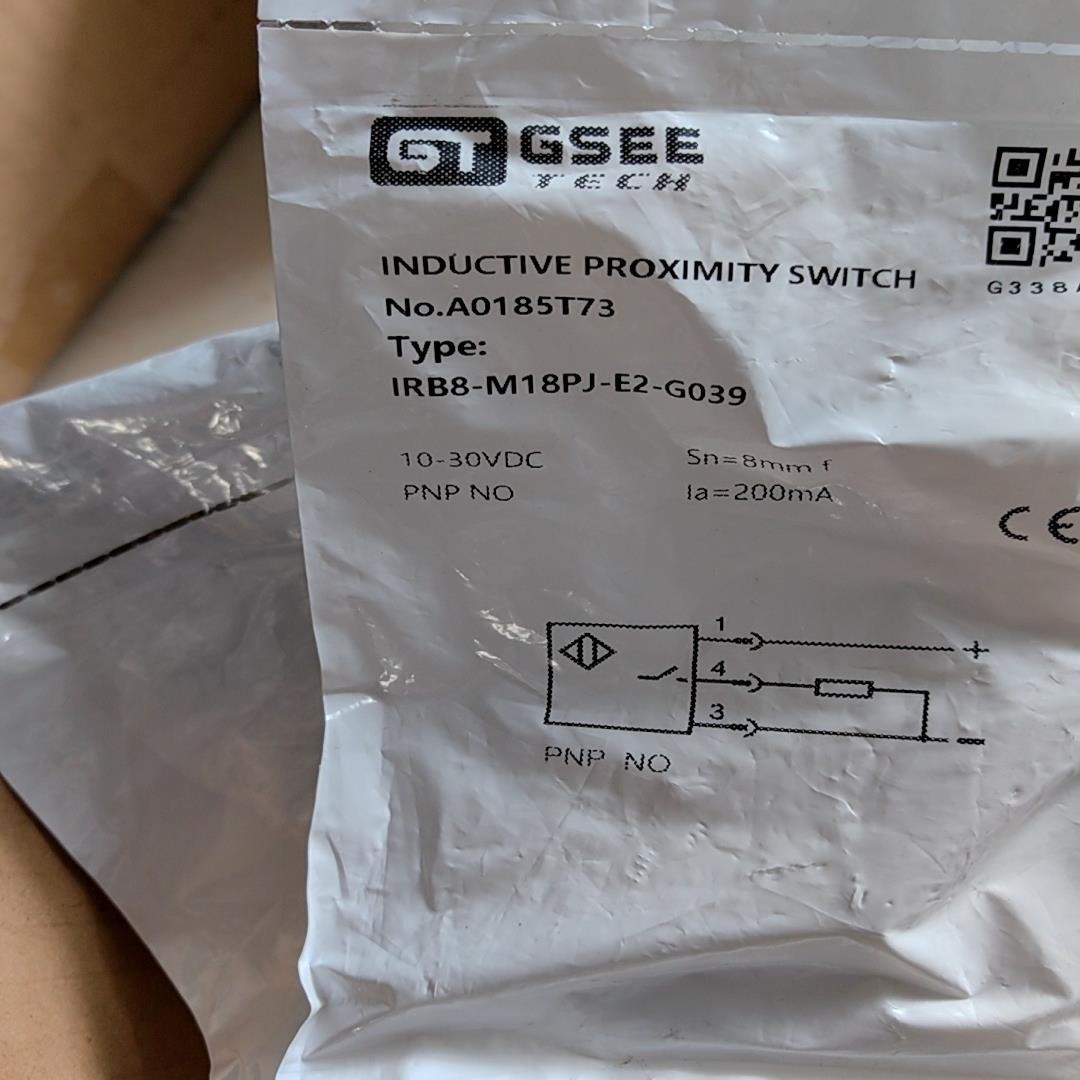 GT GSEE
TECH
G338
INDUCTIVE PROXIMITY SWITCH
No.A0185T73
Type:
IRB8-M18PJ-E2-G039
10-30VDC Sn=8mm f
PNP NO Ia=200mA
CE
1 +
4
3 -
PNP NO